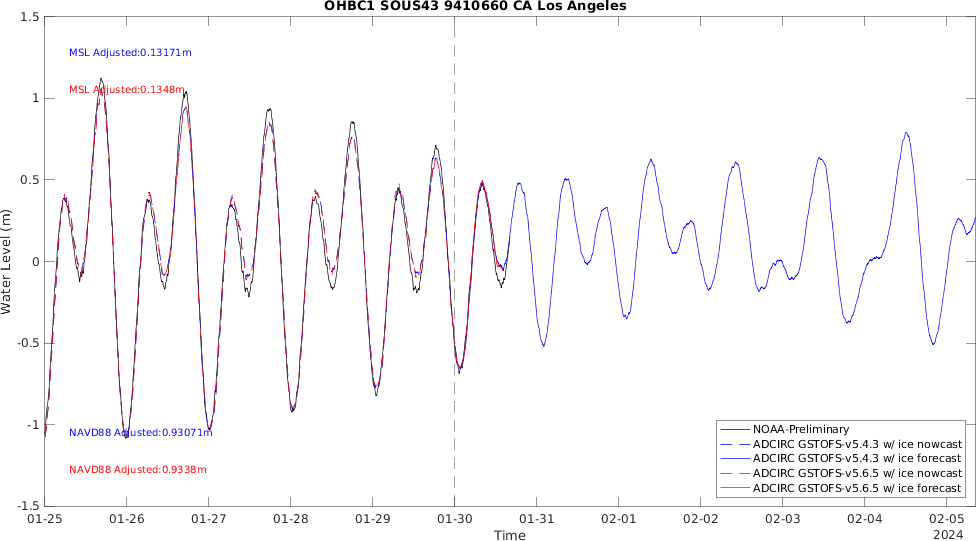 OHBC1 SOUS43 9410660 CA Los Angeles
1.5
MSL Adjusted:0.13171m
MSL Adjusted:0.1348m
1
0.5
0
-0.5
-1
-1.5
Water Level (m)
NAVD88 Adjusted:0.93071m
NAVD88 Adjusted:0.9338m
NOAA-Preliminary
ADCIRC GSTOFS-v5.4.3 w/ ice nowcast
ADCIRC GSTOFS-v5.4.3 w/ ice forecast
ADCIRC GSTOFS-v5.6.5 w/ ice nowcast
ADCIRC GSTOFS-v5.6.5 w/ ice forecast
01-25 01-26 01-27 01-28 01-29 01-30 01-31 02-01 02-02 02-03 02-04 02-05
Time
2024